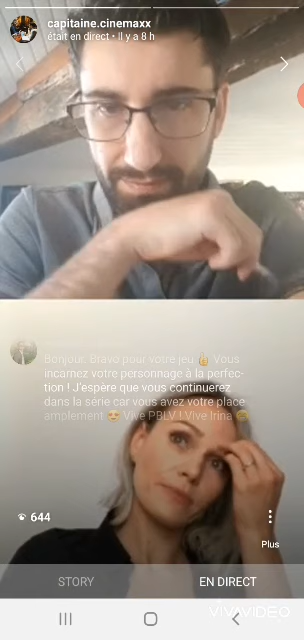 capitaine.cinemaxx
était en direct • Il y a 8 h
Bonjour. Bravo pour votre jeu 👍 Vous
incarnez votre personnage à la perfec-
tion ! J'espère que vous continuerez
dans la série car vous avez votre place
amplement 😍 Vive PBLV ! Vive Irina 😄
644
Plus
STORY
EN DIRECT
VIVAVIDEO